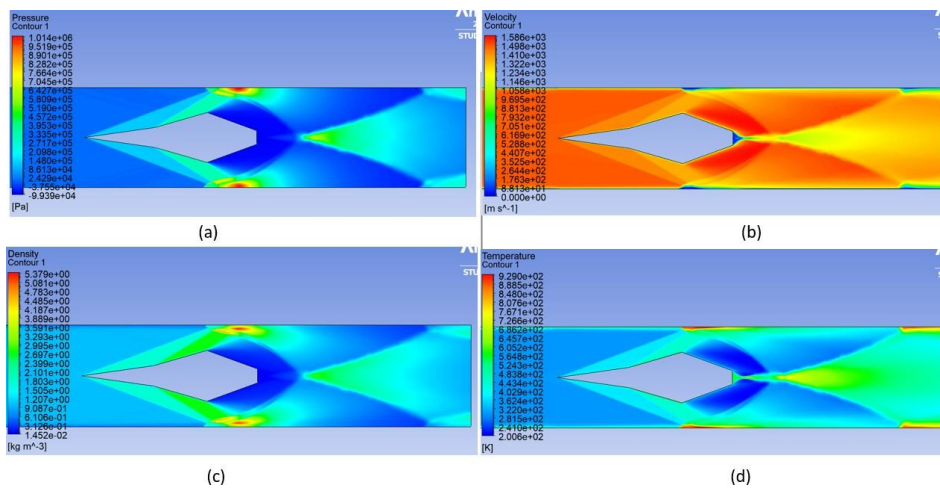 Pressure
Contour 1
1.014e+06
9.519e+05
8.901e+05
8.282e+05
7.664e+05
7.045e+05
6.427e+05
5.809e+05
5.190e+05
4.572e+05
3.953e+05
3.335e+05
2.717e+05
2.098e+05
1.480e+05
8.613e+04
2.429e+04
-3.755e+04
-9.939e+04
[Pa]
STUD
(a)
Velocity
Contour 1
1.586e+03
1.498e+03
1.410e+03
1.322e+03
1.234e+03
1.146e+03
1.058e+03
9.695e+02
8.813e+02
7.932e+02
7.051e+02
6.169e+02
5.288e+02
4.407e+02
3.525e+02
2.644e+02
1.763e+02
8.813e+01
0.000e+00
[m s^-1]
STU
(b)
Density
Contour 1
5.379e+00
5.081e+00
4.783e+00
4.485e+00
4.187e+00
3.889e+00
3.591e+00
3.293e+00
2.995e+00
2.697e+00
2.399e+00
2.101e+00
1.803e+00
1.505e+00
1.207e+00
9.087e-01
6.106e-01
3.126e-01
1.452e-02
[kg m^-3]
STU
(c)
Temperature
Contour 1
9.290e+02
8.885e+02
8.480e+02
8.076e+02
7.671e+02
7.266e+02
6.862e+02
6.457e+02
6.052e+02
5.648e+02
5.243e+02
4.838e+02
4.434e+02
4.029e+02
3.624e+02
3.220e+02
2.815e+02
2.410e+02
2.006e+02
[K]
STU
(d)